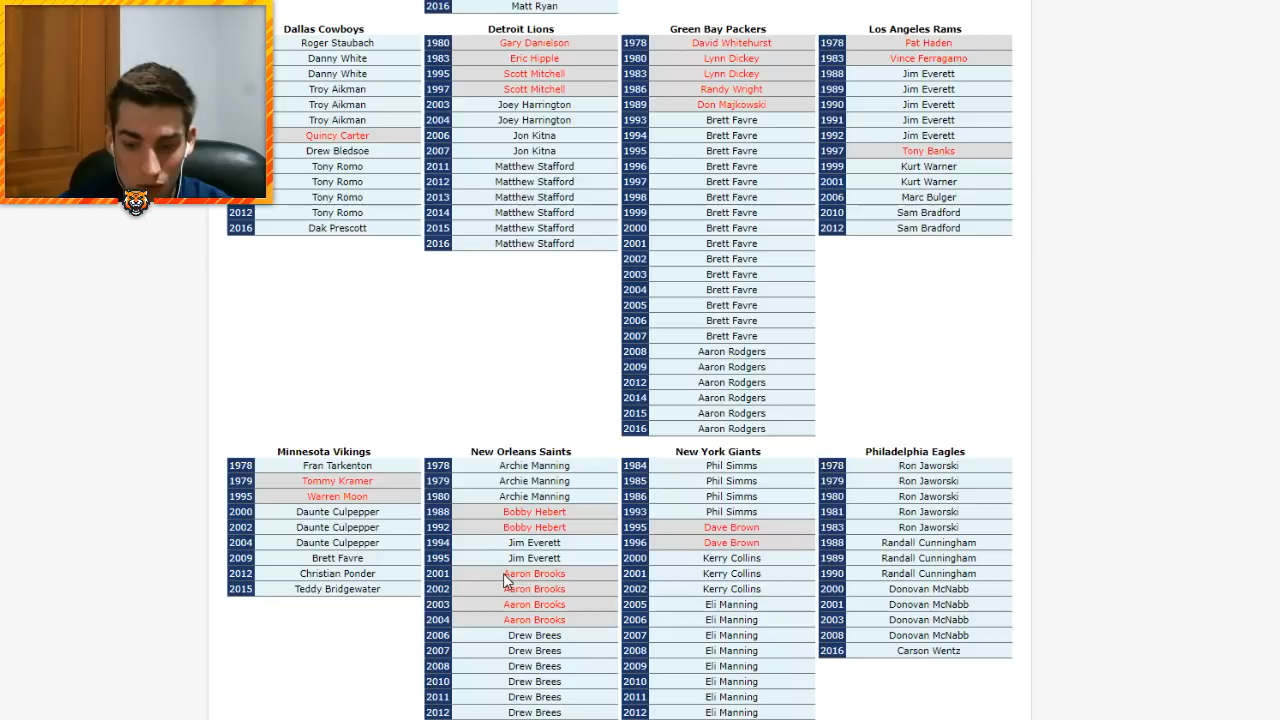 2016 Matt Ryan
Dallas Cowboys
Roger Staubach
Danny White
Danny White
Troy Aikman
Troy Aikman
Troy Aikman
Quincy Carter
Drew Bledsoe
Tony Romo
Tony Romo
Tony Romo
2012 Tony Romo
2016 Dak Prescott
Detroit Lions
1980 Gary Danielson
1983 Eric Hipple
1995 Scott Mitchell
1997 Scott Mitchell
2003 Joey Harrington
2004 Joey Harrington
2006 Jon Kitna
2007 Jon Kitna
2011 Matthew Stafford
2012 Matthew Stafford
2013 Matthew Stafford
2014 Matthew Stafford
2015 Matthew Stafford
2016 Matthew Stafford
Green Bay Packers
1978 David Whitehurst
1980 Lynn Dickey
1983 Lynn Dickey
1986 Randy Wright
1989 Don Majkowski
1993 Brett Favre
1994 Brett Favre
1995 Brett Favre
1996 Brett Favre
1997 Brett Favre
1998 Brett Favre
1999 Brett Favre
2000 Brett Favre
2001 Brett Favre
2002 Brett Favre
2003 Brett Favre
2004 Brett Favre
2005 Brett Favre
2006 Brett Favre
2007 Brett Favre
2008 Aaron Rodgers
2009 Aaron Rodgers
2012 Aaron Rodgers
2014 Aaron Rodgers
2015 Aaron Rodgers
2016 Aaron Rodgers
Los Angeles Rams
1978 Pat Haden
1983 Vince Ferragamo
1988 Jim Everett
1989 Jim Everett
1990 Jim Everett
1991 Jim Everett
1992 Jim Everett
1997 Tony Banks
1999 Kurt Warner
2001 Kurt Warner
2006 Marc Bulger
2010 Sam Bradford
2012 Sam Bradford
Minnesota Vikings
1978 Fran Tarkenton
1979 Tommy Kramer
1995 Warren Moon
2000 Daunte Culpepper
2002 Daunte Culpepper
2004 Daunte Culpepper
2009 Brett Favre
2012 Christian Ponder
2015 Teddy Bridgewater
New Orleans Saints
1978 Archie Manning
1979 Archie Manning
1980 Archie Manning
1988 Bobby Hebert
1992 Bobby Hebert
1994 Jim Everett
1995 Jim Everett
2001 Aaron Brooks
2002 Aaron Brooks
2003 Aaron Brooks
2004 Aaron Brooks
2006 Drew Brees
2007 Drew Brees
2008 Drew Brees
2010 Drew Brees
2011 Drew Brees
2012 Drew Brees
New York Giants
1984 Phil Simms
1985 Phil Simms
1986 Phil Simms
1993 Phil Simms
1995 Dave Brown
1996 Dave Brown
2000 Kerry Collins
2001 Kerry Collins
2002 Kerry Collins
2005 Eli Manning
2006 Eli Manning
2007 Eli Manning
2008 Eli Manning
2009 Eli Manning
2010 Eli Manning
2011 Eli Manning
2012 Eli Manning
Philadelphia Eagles
1978 Ron Jaworski
1979 Ron Jaworski
1980 Ron Jaworski
1981 Ron Jaworski
1983 Ron Jaworski
1988 Randall Cunningham
1989 Randall Cunningham
1990 Randall Cunningham
2000 Donovan McNabb
2001 Donovan McNabb
2003 Donovan McNabb
2008 Donovan McNabb
2016 Carson Wentz